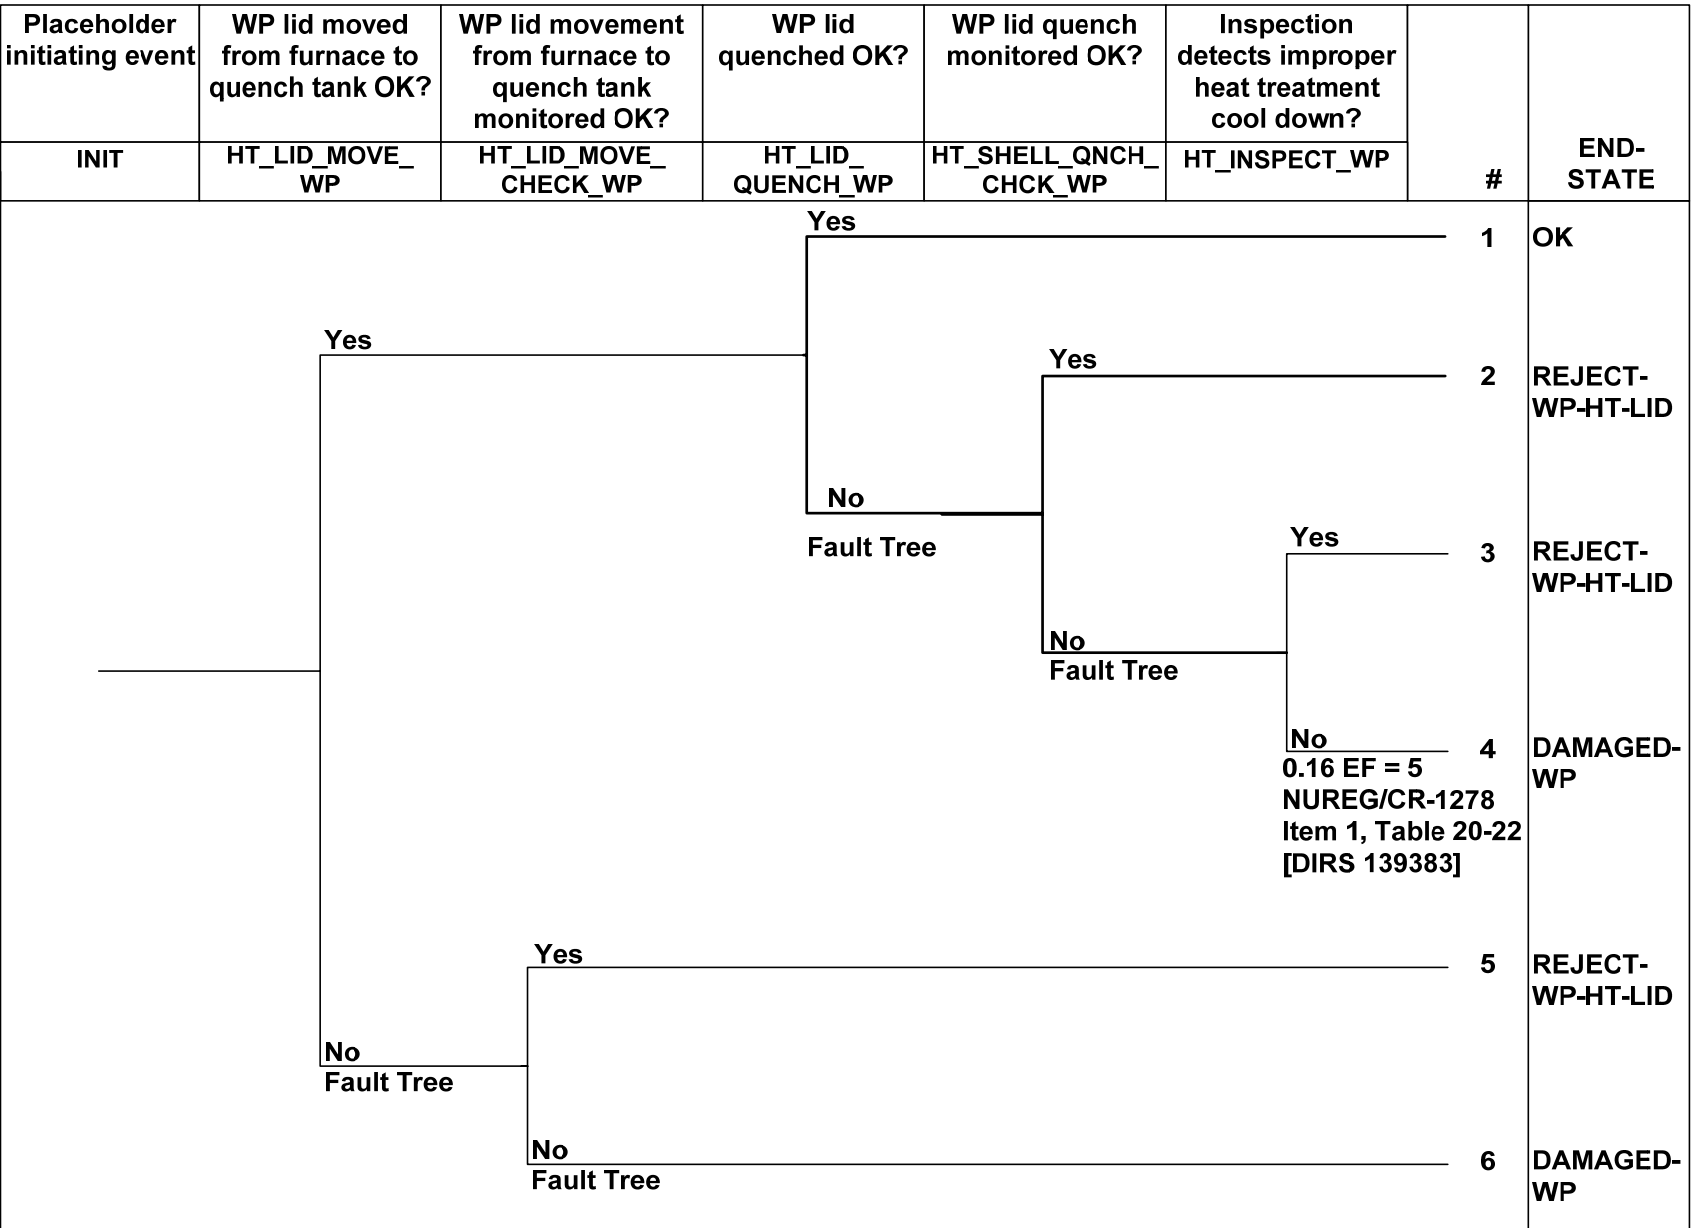 Placeholder
initiating event
WP lid moved
from furnace to
quench tank OK?
WP lid movement
from furnace to
quench tank
monitored OK?
WP lid
quenched OK?
WP lid quench
monitored OK?
Inspection
detects improper
heat treatment
cool down?
INIT
HT_LID_MOVE_
WP
HT_LID_MOVE_
CHECK_WP
HT_LID_
QUENCH_WP
HT_SHELL_QNCH_
CHCK_WP
HT_INSPECT_WP
#
END-
STATE
Yes
1
OK
Yes
Yes
2
REJECT-
WP-HT-LID
No
Fault Tree
Yes
3
REJECT-
WP-HT-LID
No
Fault Tree
No
0.16 EF = 5
NUREG/CR-1278
Item 1, Table 20-22
[DIRS 139383]
4
DAMAGED-
WP
Yes
5
REJECT-
WP-HT-LID
No
Fault Tree
No
Fault Tree
6
DAMAGED-
WP